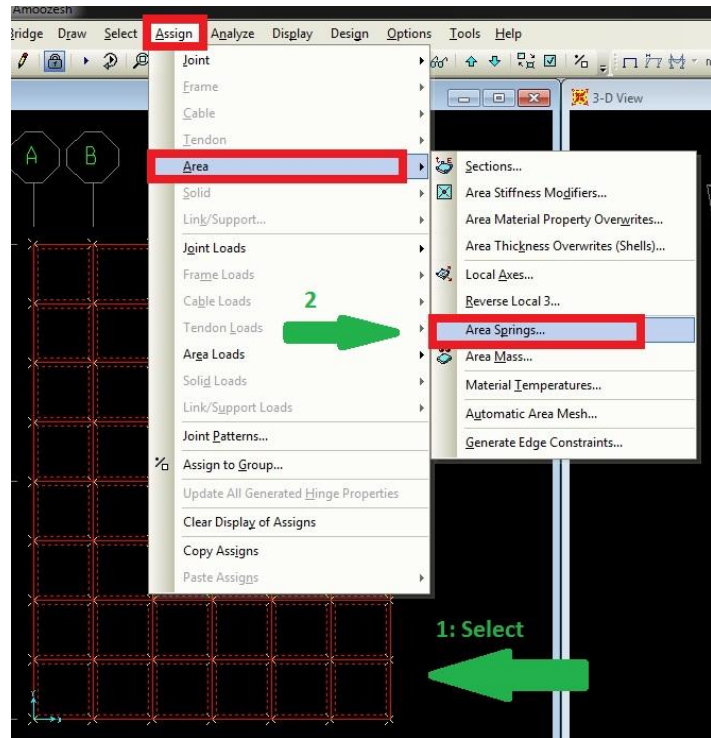 Amoozesh
Bridge Draw Select Assign Analyze Display Design Options Tools Help
3-D View
A B
Joint
Frame
Cable
Tendon
Area
Solid
Link/Support...
Joint Loads
Frame Loads
Cable Loads
Tendon Loads
Area Loads
Solid Loads
Link/Support Loads
Joint Patterns...
Assign to Group...
Update All Generated Hinge Properties
Clear Display of Assigns
Copy Assigns
Paste Assigns
Sections...
Area Stiffness Modifiers...
Area Material Property Overwrites...
Area Thickness Overwrites (Shells)...
Local Axes...
Reverse Local 3...
Area Springs...
Area Mass...
Material Temperatures...
Automatic Area Mesh...
Generate Edge Constraints...
2
1: Select